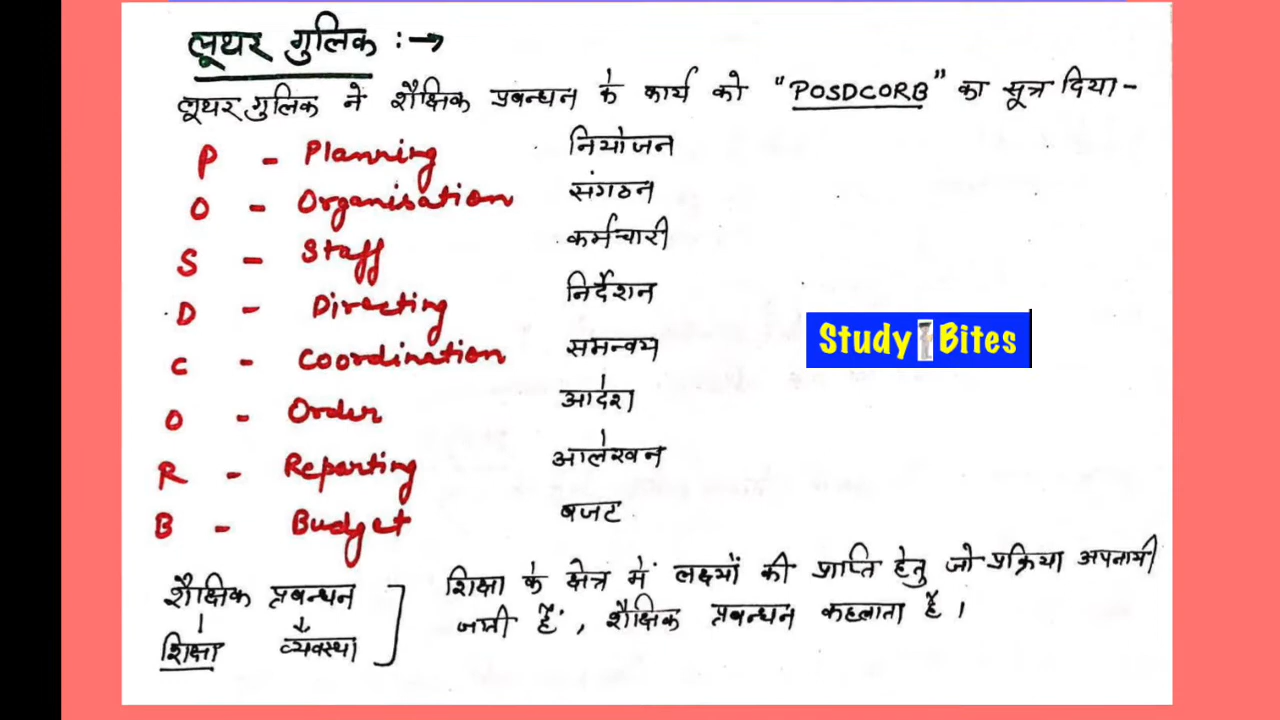 लूथर गुलिक :→
लूथर गुलिक ने शैक्षिक प्रबन्धन के कार्य को "POSDCORB" का सूत्र दिया -
P - Planning नियोजन
O - Organisation संगठन
S - Staff कर्मचारी
D - Directing निर्देशन
C - Coordination समन्वय
O - Order आदेश
R - Reporting आलेखन
B - Budget बजट
Study Bites
शैक्षिक प्रबन्धन
शिक्षा व्यवस्था
शिक्षा के क्षेत्र में लक्ष्यों की प्राप्ति हेतु जो प्रक्रिया अपनायी
जाती हैं, शैक्षिक प्रबन्धन कहलाता है।